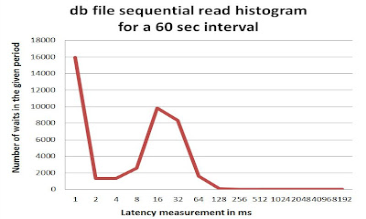 db file sequential read histogram
for a 60 sec interval
Number of waits in the given period
18000
16000
14000
12000
10000
8000
6000
4000
2000
0
1 2 4 8 16 32 64 128 256 512 1024 2048 4096 8192
Latency measurement in ms